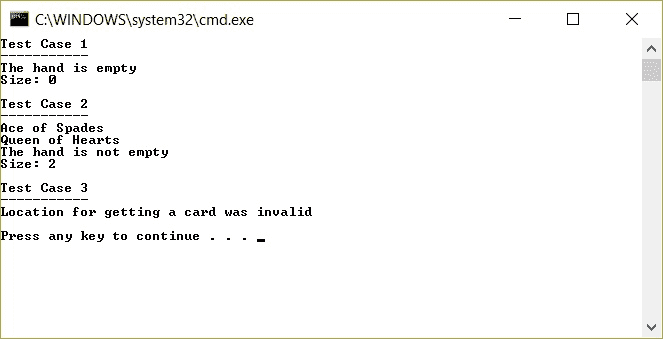 C:\WINDOWS\system32\cmd.exe
Test Case 1
-----------
The hand is empty
Size: 0
Test Case 2
-----------
Ace of Spades
Queen of Hearts
The hand is not empty
Size: 2
Test Case 3
-----------
Location for getting a card was invalid
Press any key to continue . . .